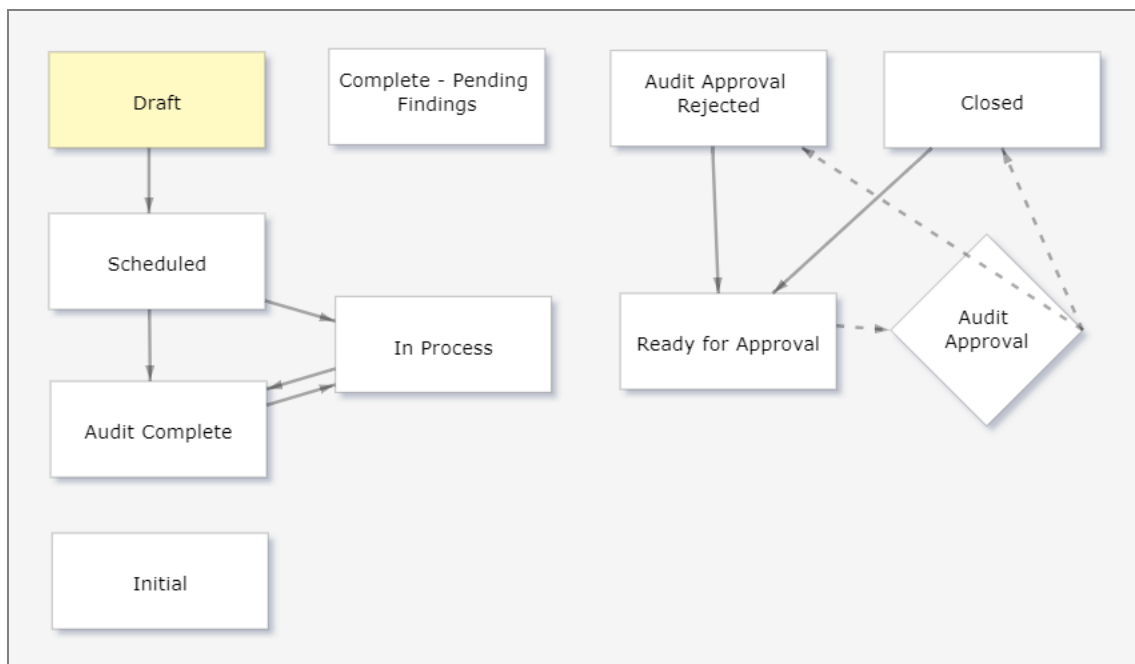 Draft
Complete - Pending
Findings
Audit Approval
Rejected
Closed
Scheduled
In Process
Ready for Approval
Audit
Approval
Audit Complete
Initial